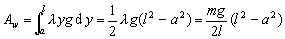 A_w = ∫_a^l λyg dy = 1/2 λg(l² − a²) = mg/2l (l² − a²)